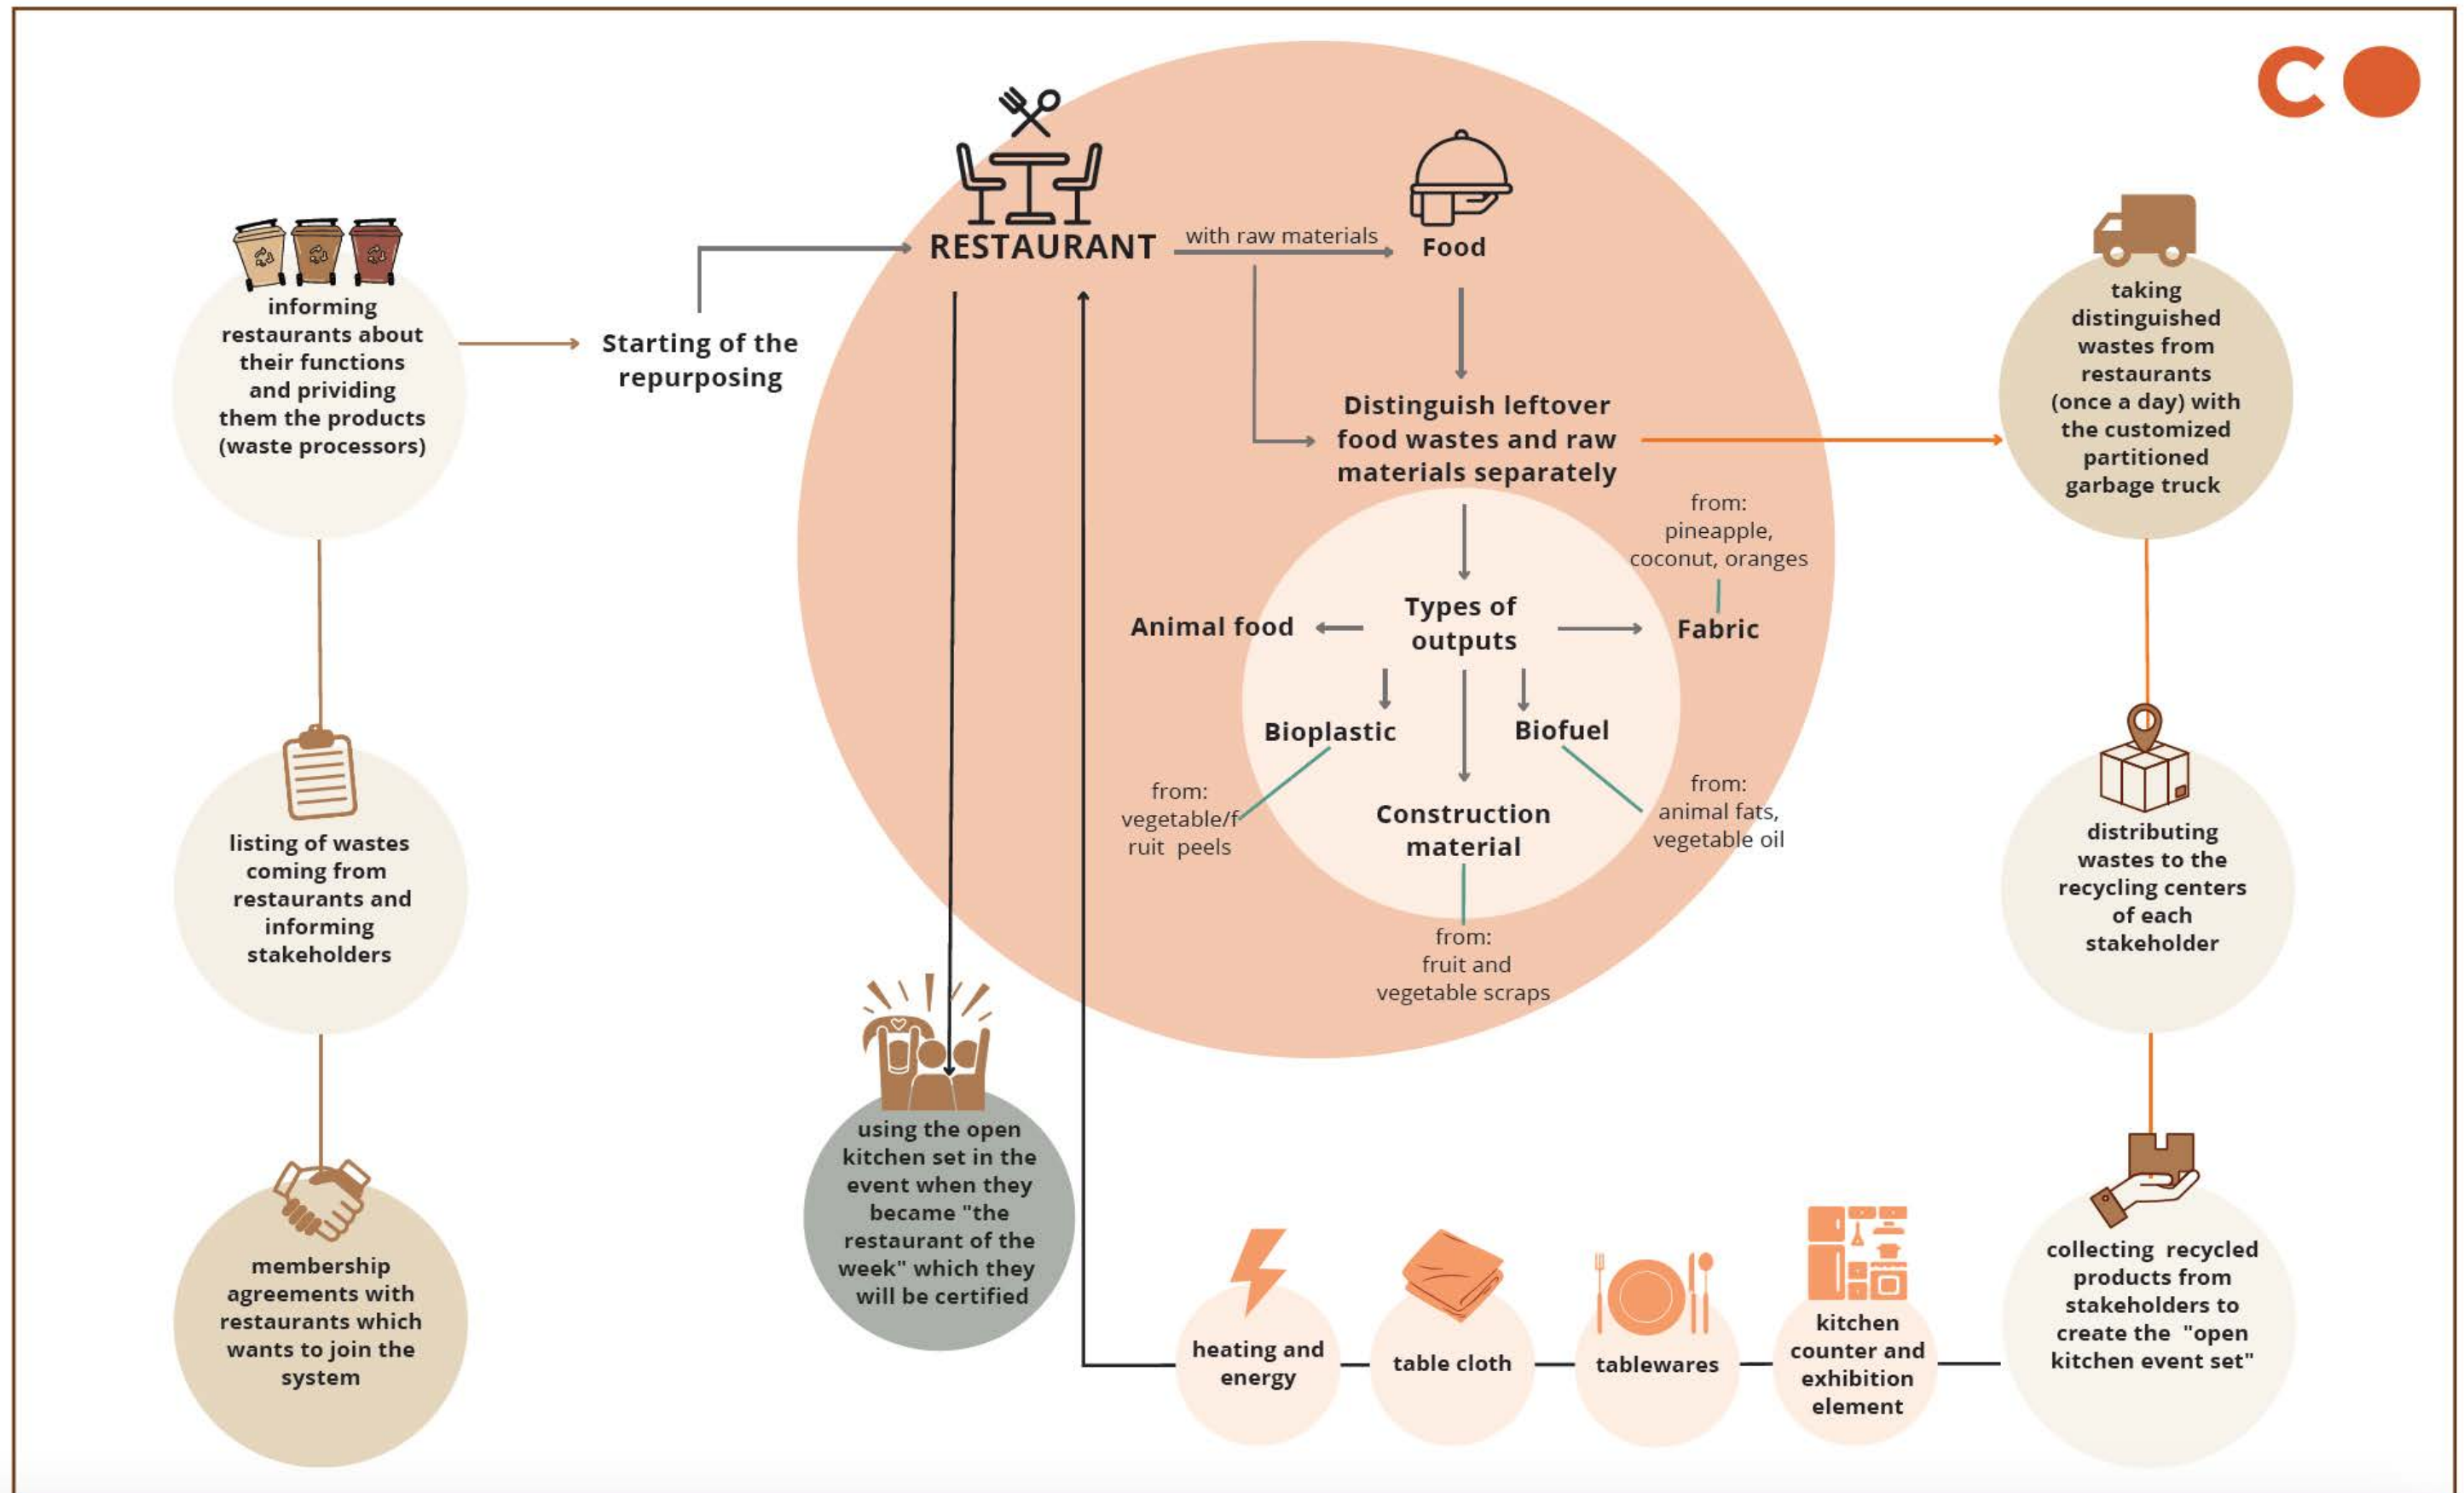 CO
informing
restaurants about
their functions
and prividing
them the products
(waste processors)
listing of wastes
coming from
restaurants and
informing
stakeholders
membership
agreements with
restaurants which
wants to join the
system
Starting of the
repurposing
RESTAURANT
with raw materials
Food
Distinguish leftover
food wastes and raw
materials separately
Types of
outputs
Animal food
Fabric
from:
pineapple,
coconut, oranges
Bioplastic
from:
vegetable/f
ruit peels
Biofuel
from:
animal fats,
vegetable oil
Construction
material
from:
fruit and
vegetable scraps
taking
distinguished
wastes from
restaurants
(once a day) with
the customized
partitioned
garbage truck
distributing
wastes to the
recycling centers
of each
stakeholder
collecting recycled
products from
stakeholders to
create the "open
kitchen event set"
kitchen
counter and
exhibition
element
tablewares
table cloth
heating and
energy
using the open
kitchen set in the
event when they
became "the
restaurant of the
week" which they
will be certified